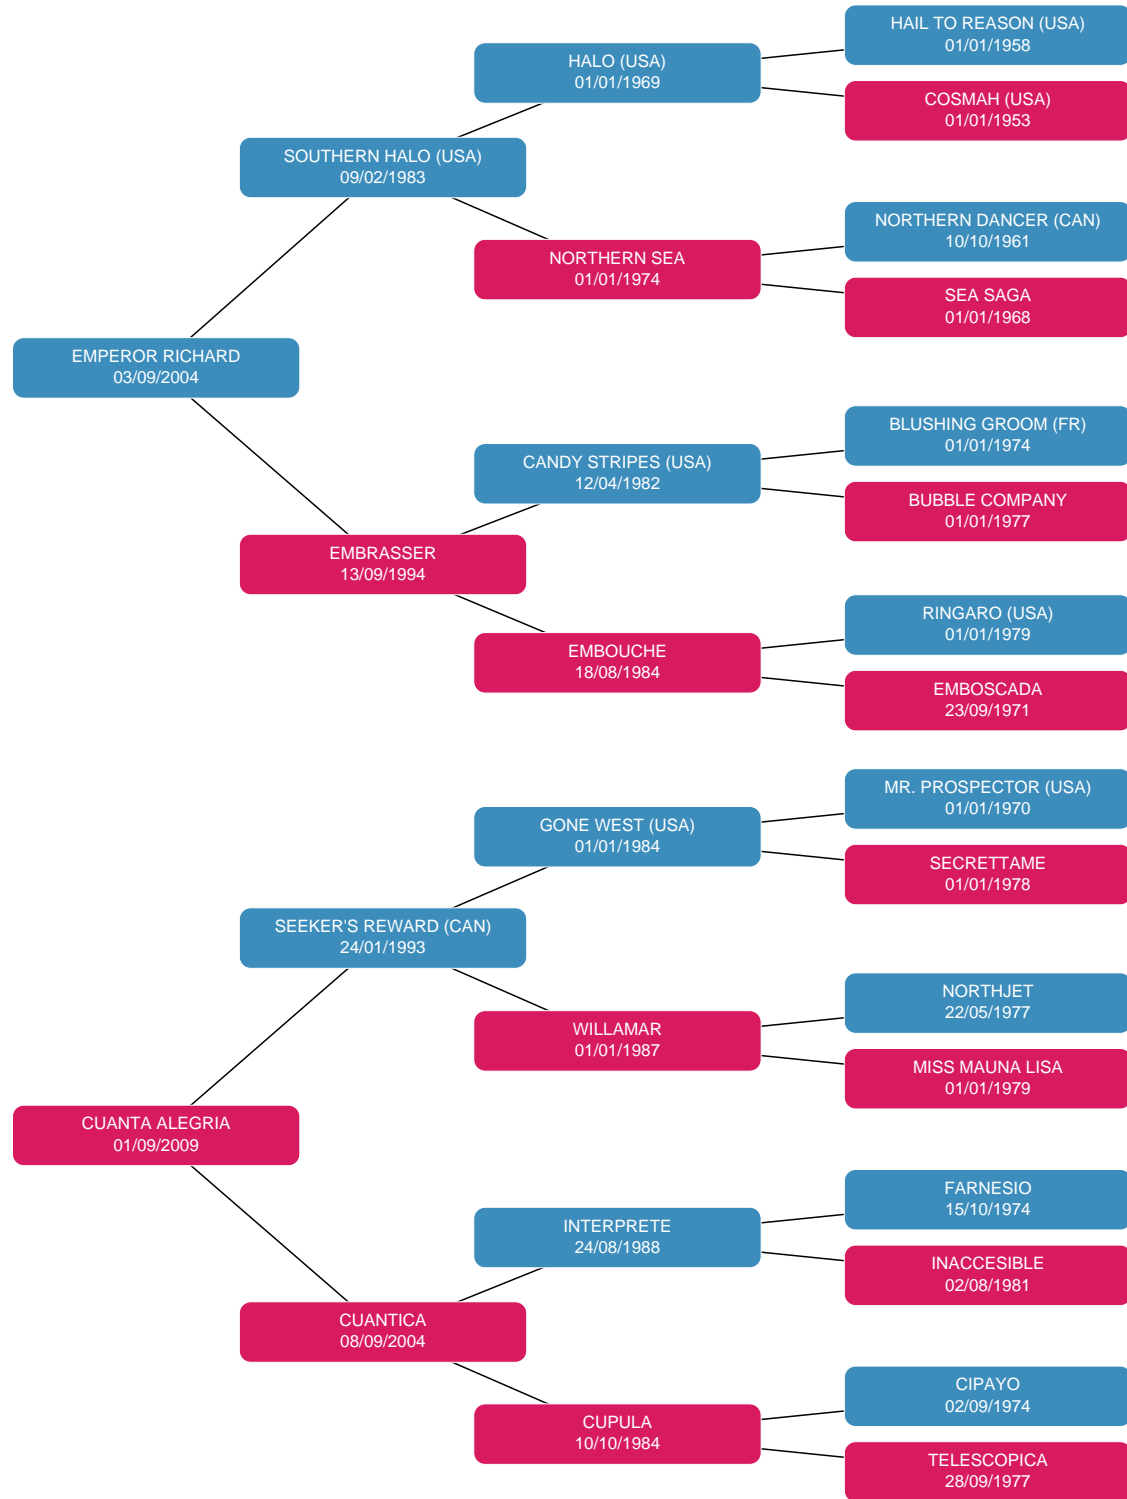 HAIL TO REASON (USA)
01/01/1958
HALO (USA)
01/01/1969
COSMAH (USA)
01/01/1953
SOUTHERN HALO (USA)
09/02/1983
NORTHERN DANCER (CAN)
10/10/1961
NORTHERN SEA
01/01/1974
SEA SAGA
01/01/1968
EMPEROR RICHARD
03/09/2004
BLUSHING GROOM (FR)
01/01/1974
CANDY STRIPES (USA)
12/04/1982
BUBBLE COMPANY
01/01/1977
EMBRASSER
13/09/1994
RINGARO (USA)
01/01/1979
EMBOUCHE
18/08/1984
EMBOSCADA
23/09/1971
MR. PROSPECTOR (USA)
01/01/1970
GONE WEST (USA)
01/01/1984
SECRETTAME
01/01/1978
SEEKER'S REWARD (CAN)
24/01/1993
NORTHJET
22/05/1977
WILLAMAR
01/01/1987
MISS MAUNA LISA
01/01/1979
CUANTA ALEGRIA
01/09/2009
FARNESIO
15/10/1974
INTERPRETE
24/08/1988
INACCESIBLE
02/08/1981
CUANTICA
08/09/2004
CIPAYO
02/09/1974
CUPULA
10/10/1984
TELESCOPICA
28/09/1977